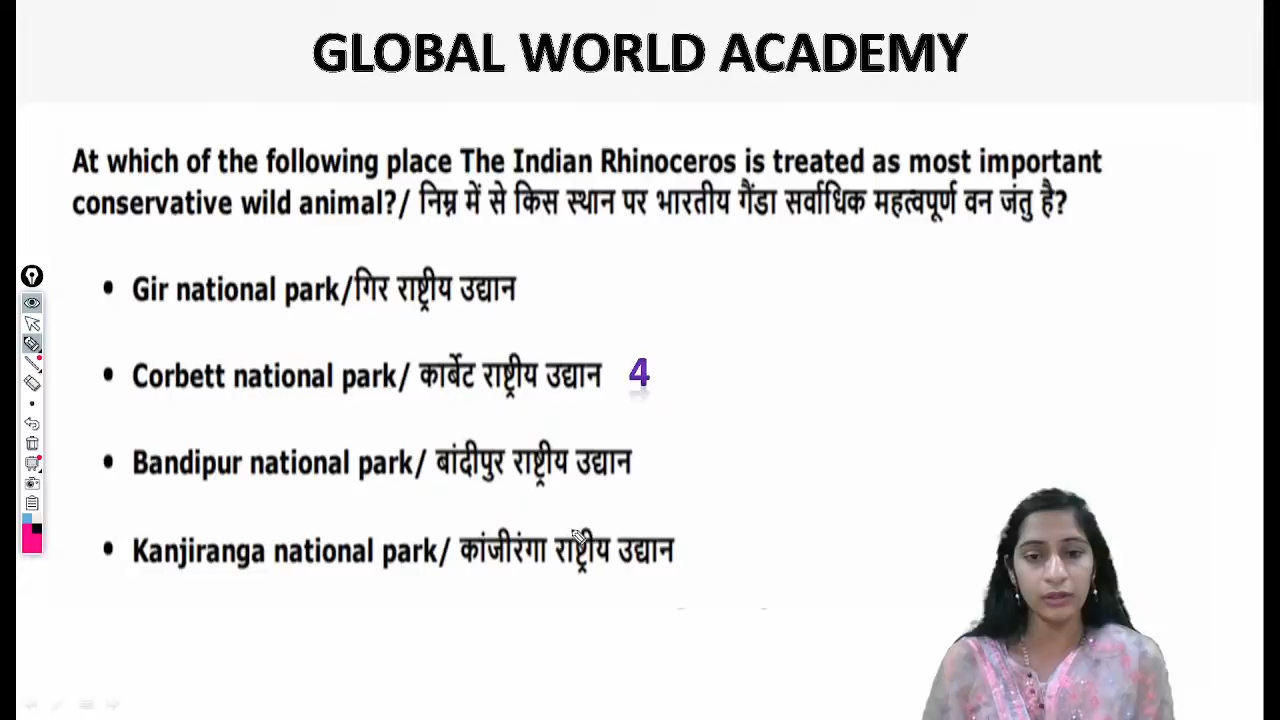 GLOBAL WORLD ACADEMY
At which of the following place The Indian Rhinoceros is treated as most important
conservative wild animal?/ निम्न में से किस स्थान पर भारतीय गैंडा सर्वाधिक महत्वपूर्ण वन जंतु है?
• Gir national park/गिर राष्ट्रीय उद्यान
• Corbett national park/ कार्बेट राष्ट्रीय उद्यान 4
• Bandipur national park/ बांदीपुर राष्ट्रीय उद्यान
• Kanjiranga national park/ कांजीरंगा राष्ट्रीय उद्यान